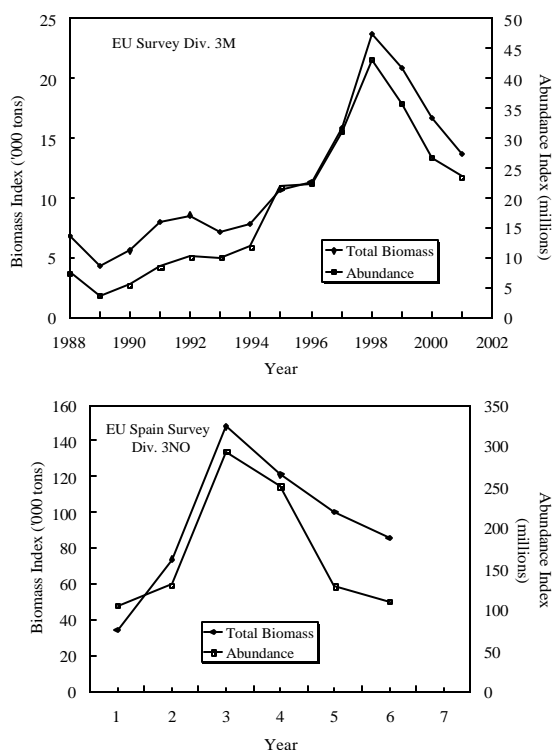 EU Survey Div. 3M
Biomass Index ('000 tons)
25
20
15
10
5
0
50
45
40
35
30
25
20
15
10
5
0
Abundance Index (millions)
Total Biomass
Abundance
1988 1990 1992 1994 1996 1998 2000 2002
Year
EU Spain Survey
Div. 3NO
Biomass Index ('000 tons)
160
140
120
100
80
60
40
20
0
350
300
250
200
150
100
50
0
Abundance Index
(millions)
Total Biomass
Abundance
1 2 3 4 5 6 7
Year